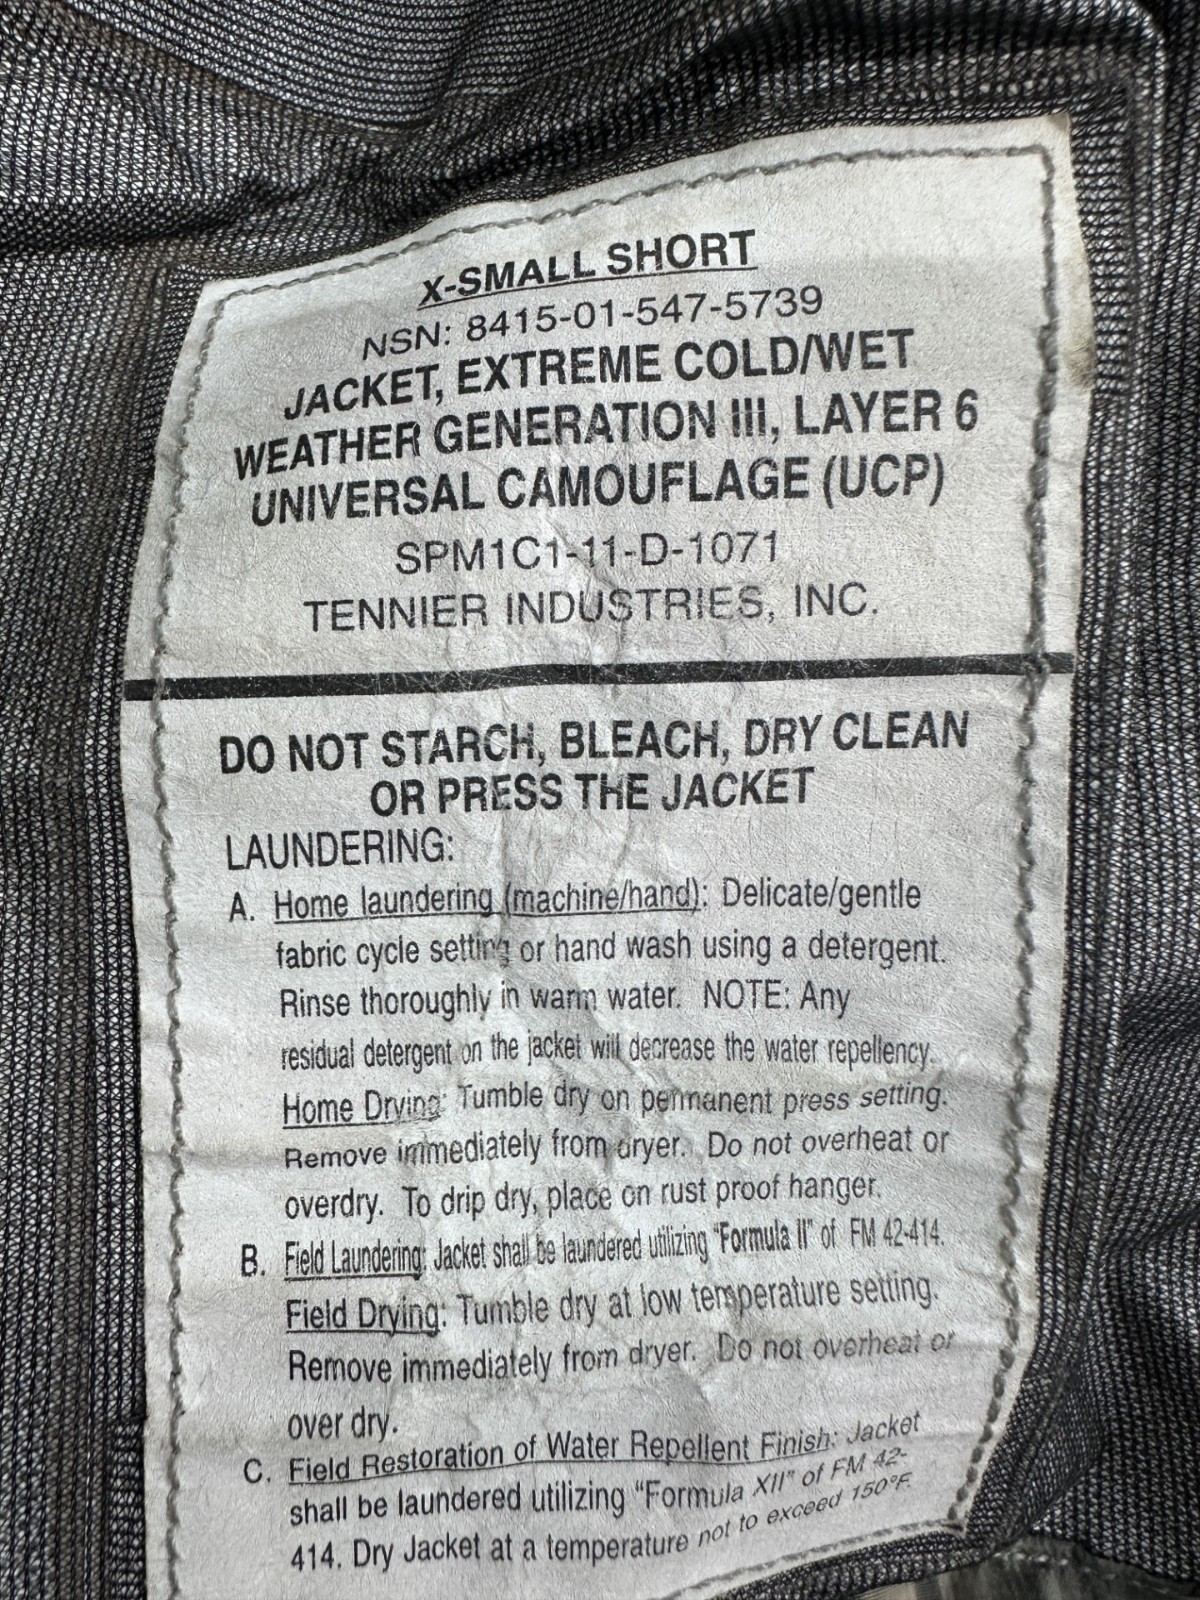 X-SMALL SHORT
NSN: 8415-01-547-5739
JACKET, EXTREME COLD/WET
WEATHER GENERATION III, LAYER 6
UNIVERSAL CAMOUFLAGE (UCP)
SPM1C1-11-D-1071
TENNIER INDUSTRIES, INC.
DO NOT STARCH, BLEACH, DRY CLEAN
OR PRESS THE JACKET
LAUNDERING:
A. Home laundering (machine/hand): Delicate/gentle
fabric cycle setting or hand wash using a detergent.
Rinse thoroughly in warm water. NOTE: Any
residual detergent on the jacket will decrease the water repellency.
Home Drying: Tumble dry on permanent press setting.
Remove immediately from dryer. Do not overheat or
overdry. To drip dry, place on rust proof hanger.
B. Field Laundering: Jacket shall be laundered utilizing "Formula II" of FM 42-414.
Field Drying: Tumble dry at low temperature setting.
Remove immediately from dryer. Do not overheat or
over dry.
C. Field Restoration of Water Repellent Finish: Jacket
shall be laundered utilizing "Formula XII" of FM 42-
414. Dry Jacket at a temperature not to exceed 150°F.